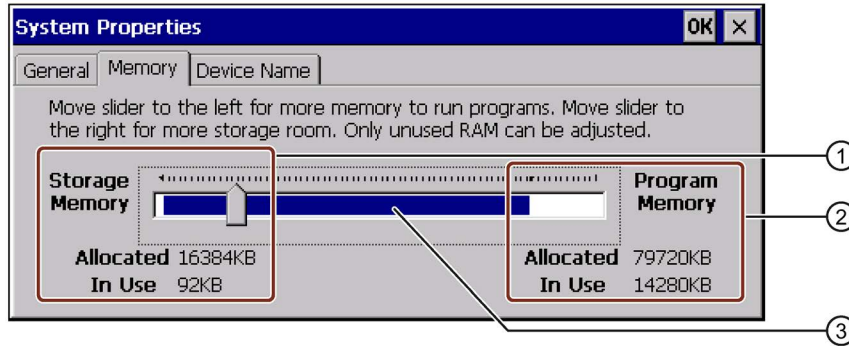 System Properties OK ×
General Memory Device Name
Move slider to the left for more memory to run programs. Move slider to
the right for more storage room. Only unused RAM can be adjusted.
Storage Program
Memory Memory
Allocated 16384KB Allocated 79720KB
In Use 92KB In Use 14280KB
1
2
3